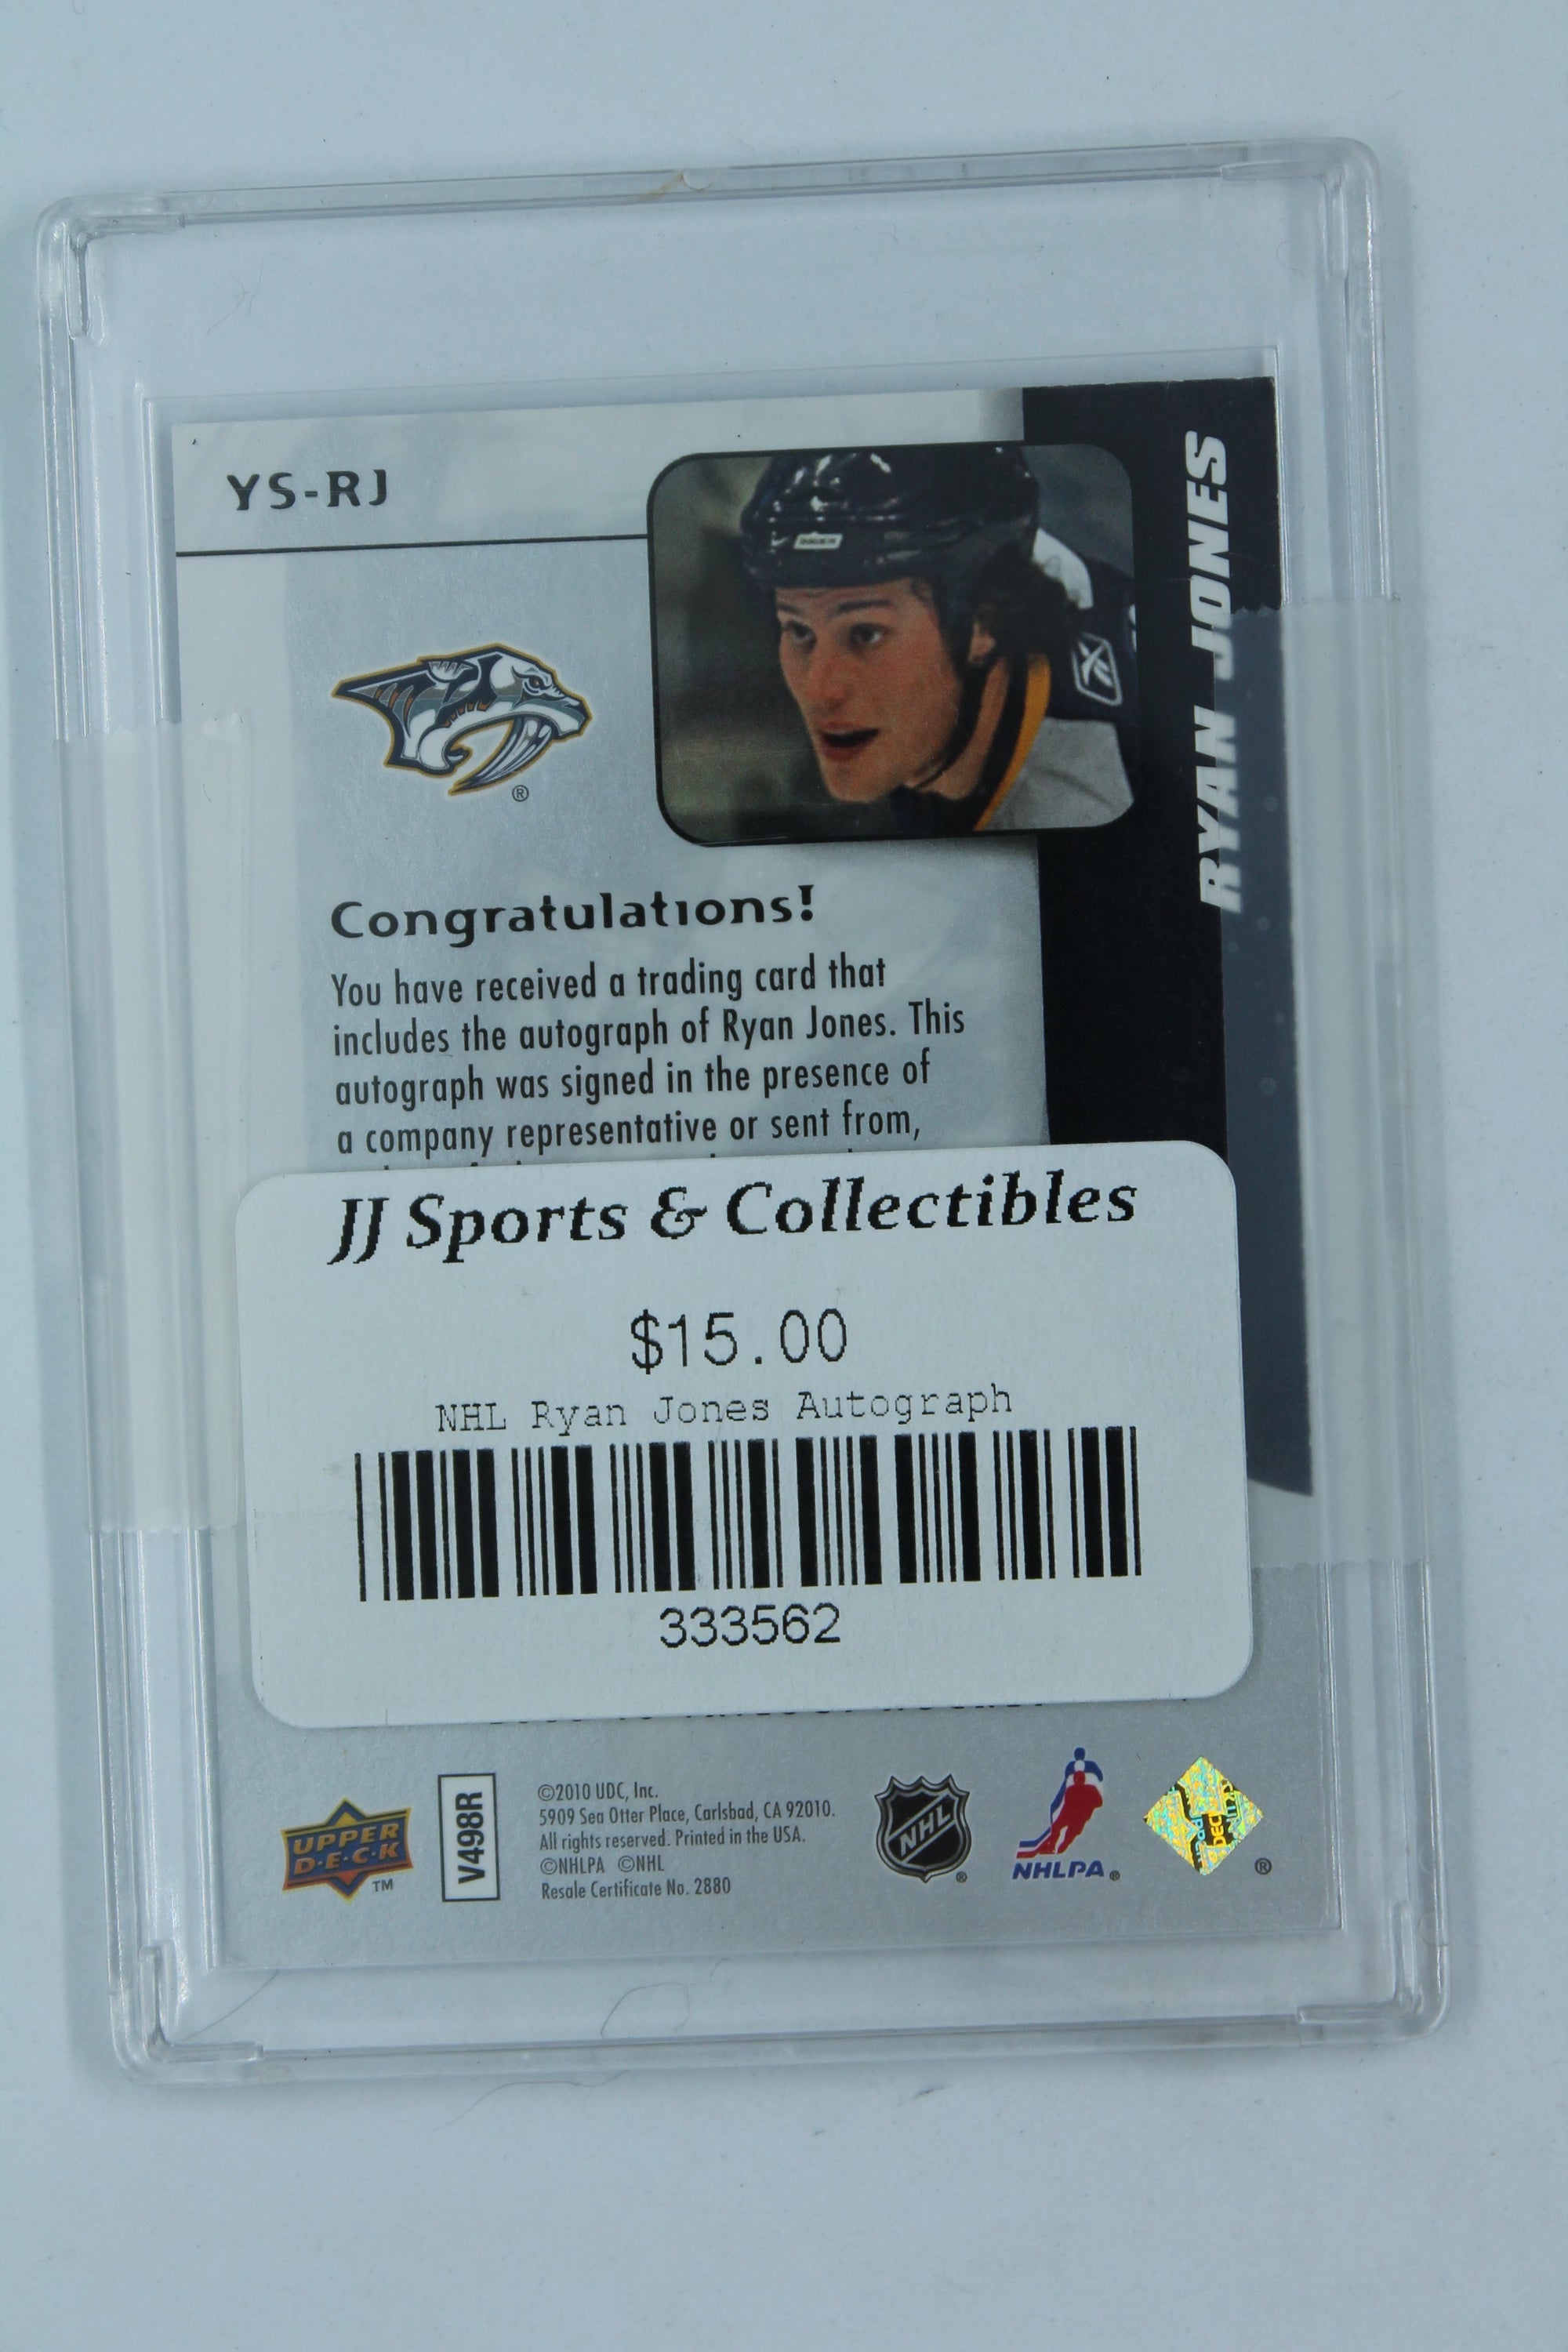 YS-RJ
RYAN JONES
®
Congratulations!
You have received a trading card that
includes the autograph of Ryan Jones. This
autograph was signed in the presence of
a company representative or sent from,
JJ Sports & Collectibles
$15.00
NHL Ryan Jones Autograph
333562
UPPER
D·E·C·K
TM
V498R
©2010 UDC, Inc.
5909 Sea Otter Place, Carlsbad, CA 92010.
All rights reserved. Printed in the USA.
©NHLPA ©NHL
Resale Certificate No. 2880
NHL
®
NHLPA®
®